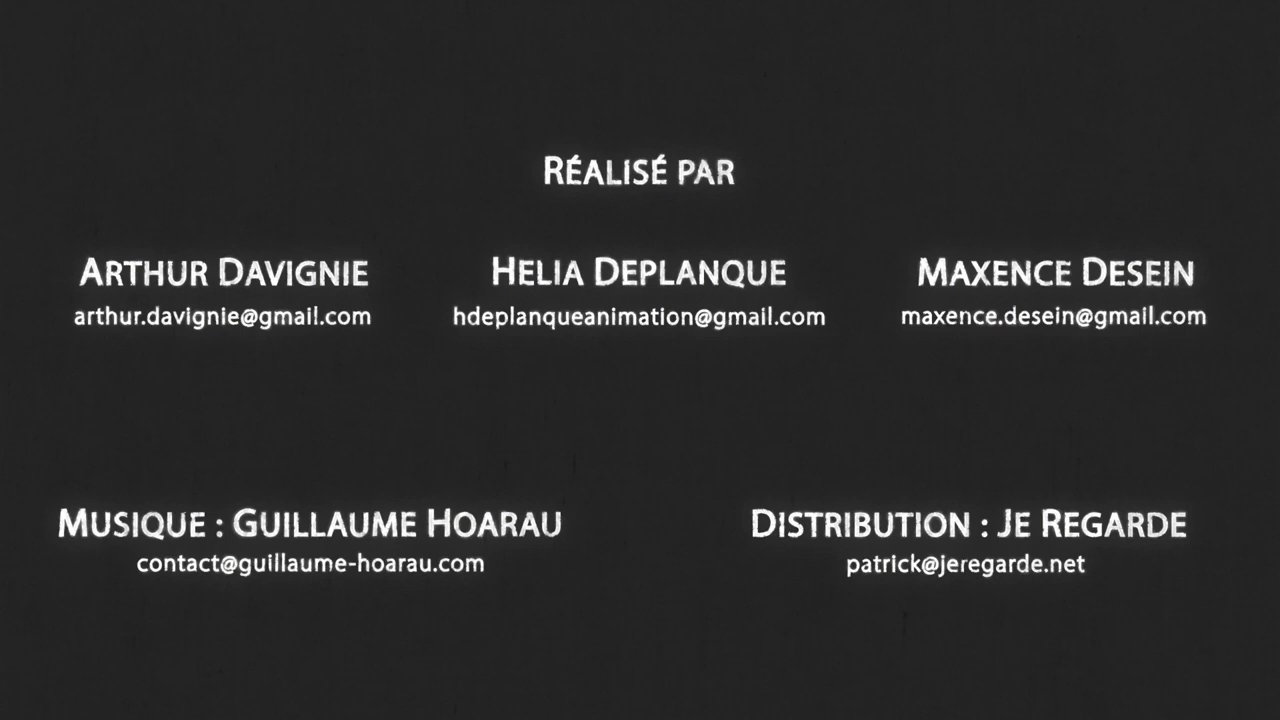 RÉALISÉ PAR
ARTHUR DAVIGNIE
arthur.davignie@gmail.com
HELIA DEPLANQUE
hdeplanqueanimation@gmail.com
MAXENCE DESEIN
maxence.desein@gmail.com
MUSIQUE : GUILLAUME HOARAU
contact@guillaume-hoarau.com
DISTRIBUTION : JE REGARDE
patrick@jeregarde.net